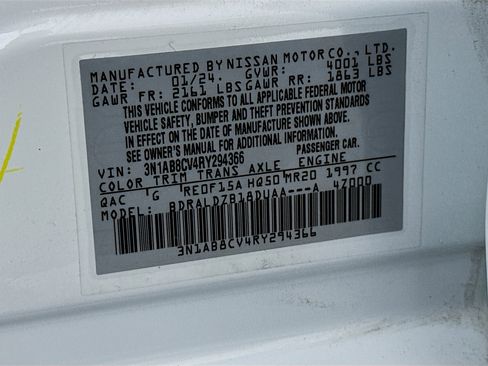 MANUFACTURED BY NISSAN MOTOR CO., LTD.
DATE: 01/24. GVWR: 4001 LBS
GAWR FR: 2161 LBS GAWR RR: 1863 LBS
THIS VEHICLE CONFORMS TO ALL APPLICABLE FEDERAL MOTOR
VEHICLE SAFETY, BUMPER AND THEFT PREVENTION STANDARDS
IN EFFECT ON THE DATE OF MANUFACTURE SHOWN ABOVE.
SEE OWNER'S MANUAL FOR ADDITIONAL INFORMATION.
VIN: 3N1AB8CV4RY294366 PASSENGER CAR.
COLOR TRIM TRANS AXLE ENGINE
QAC G RE0F15A HQ50 MR20 1997 CC
MODEL: BDRALDZB18DUAA---A 4Z000
3N1AB8CV4RY294366